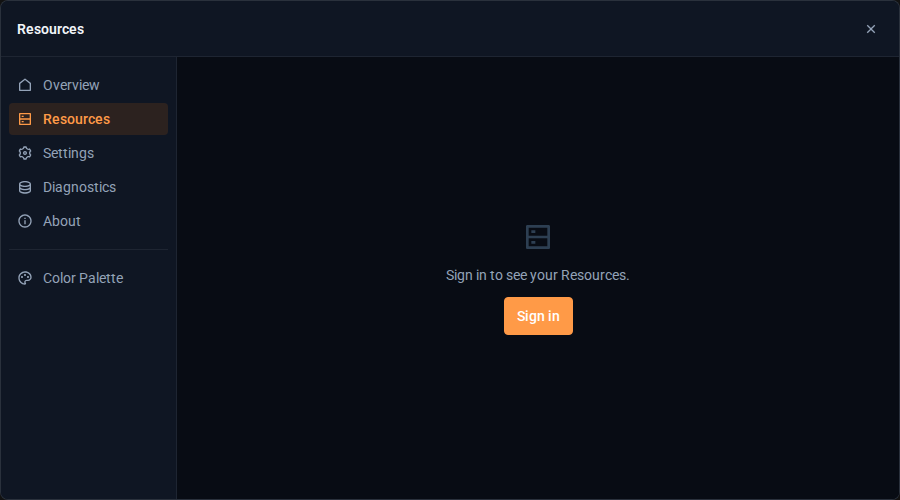 Resources
Overview
Resources
Settings
Diagnostics
About
Color Palette
Sign in to see your Resources.
Sign in